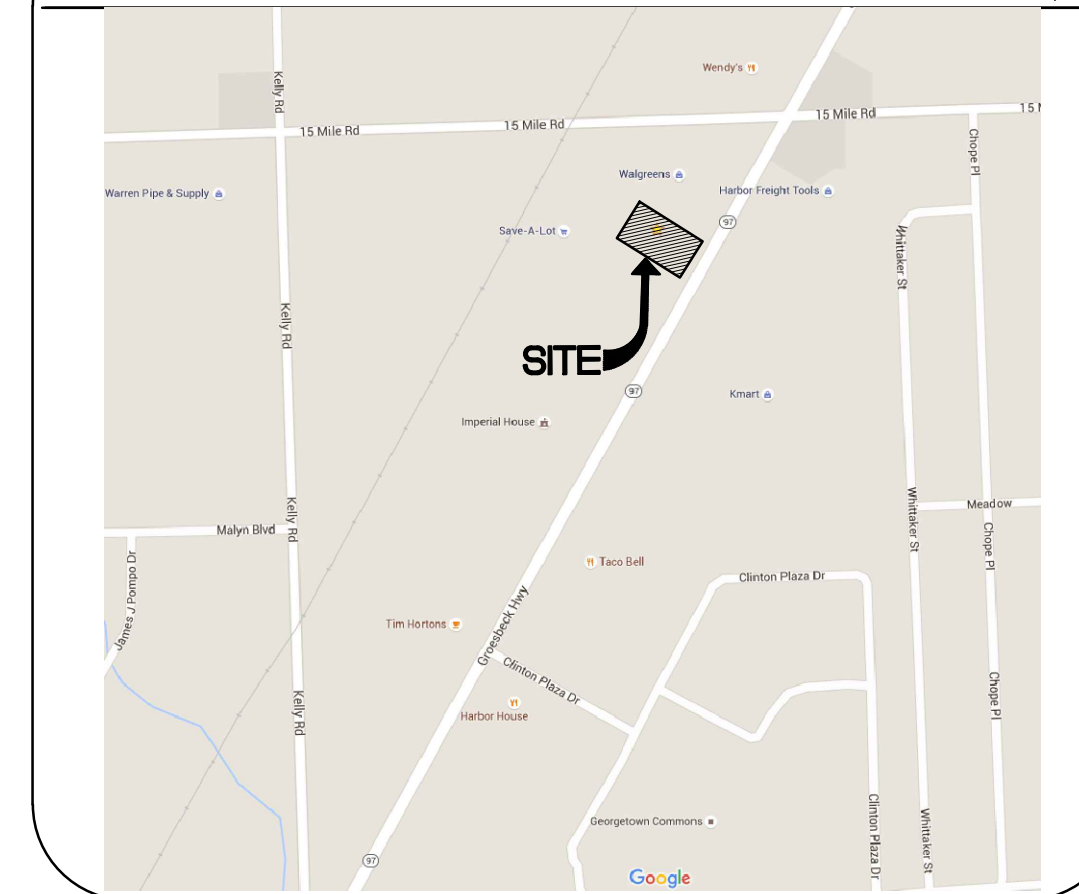 Wendy's
Kelly Rd
15 Mile Rd
15 Mile Rd
15 Mile Rd
15
Chope Pl
Walgreens
Warren Pipe & Supply
Harbor Freight Tools
97
Save-A-Lot
Whittaker St
Kelly Rd
SITE
97
Kmart
Imperial House
Kelly Rd
Whittaker St
Meadow
Malyn Blvd
Chope Pl
Taco Bell
Clinton Plaza Dr
James J Pompo Dr
Groesbeck Hwy
Tim Hortons
Clinton Plaza Dr
Kelly Rd
Chope Pl
Harbor House
Georgetown Commons
Clinton Plaza Dr
Whittaker St
97
Google